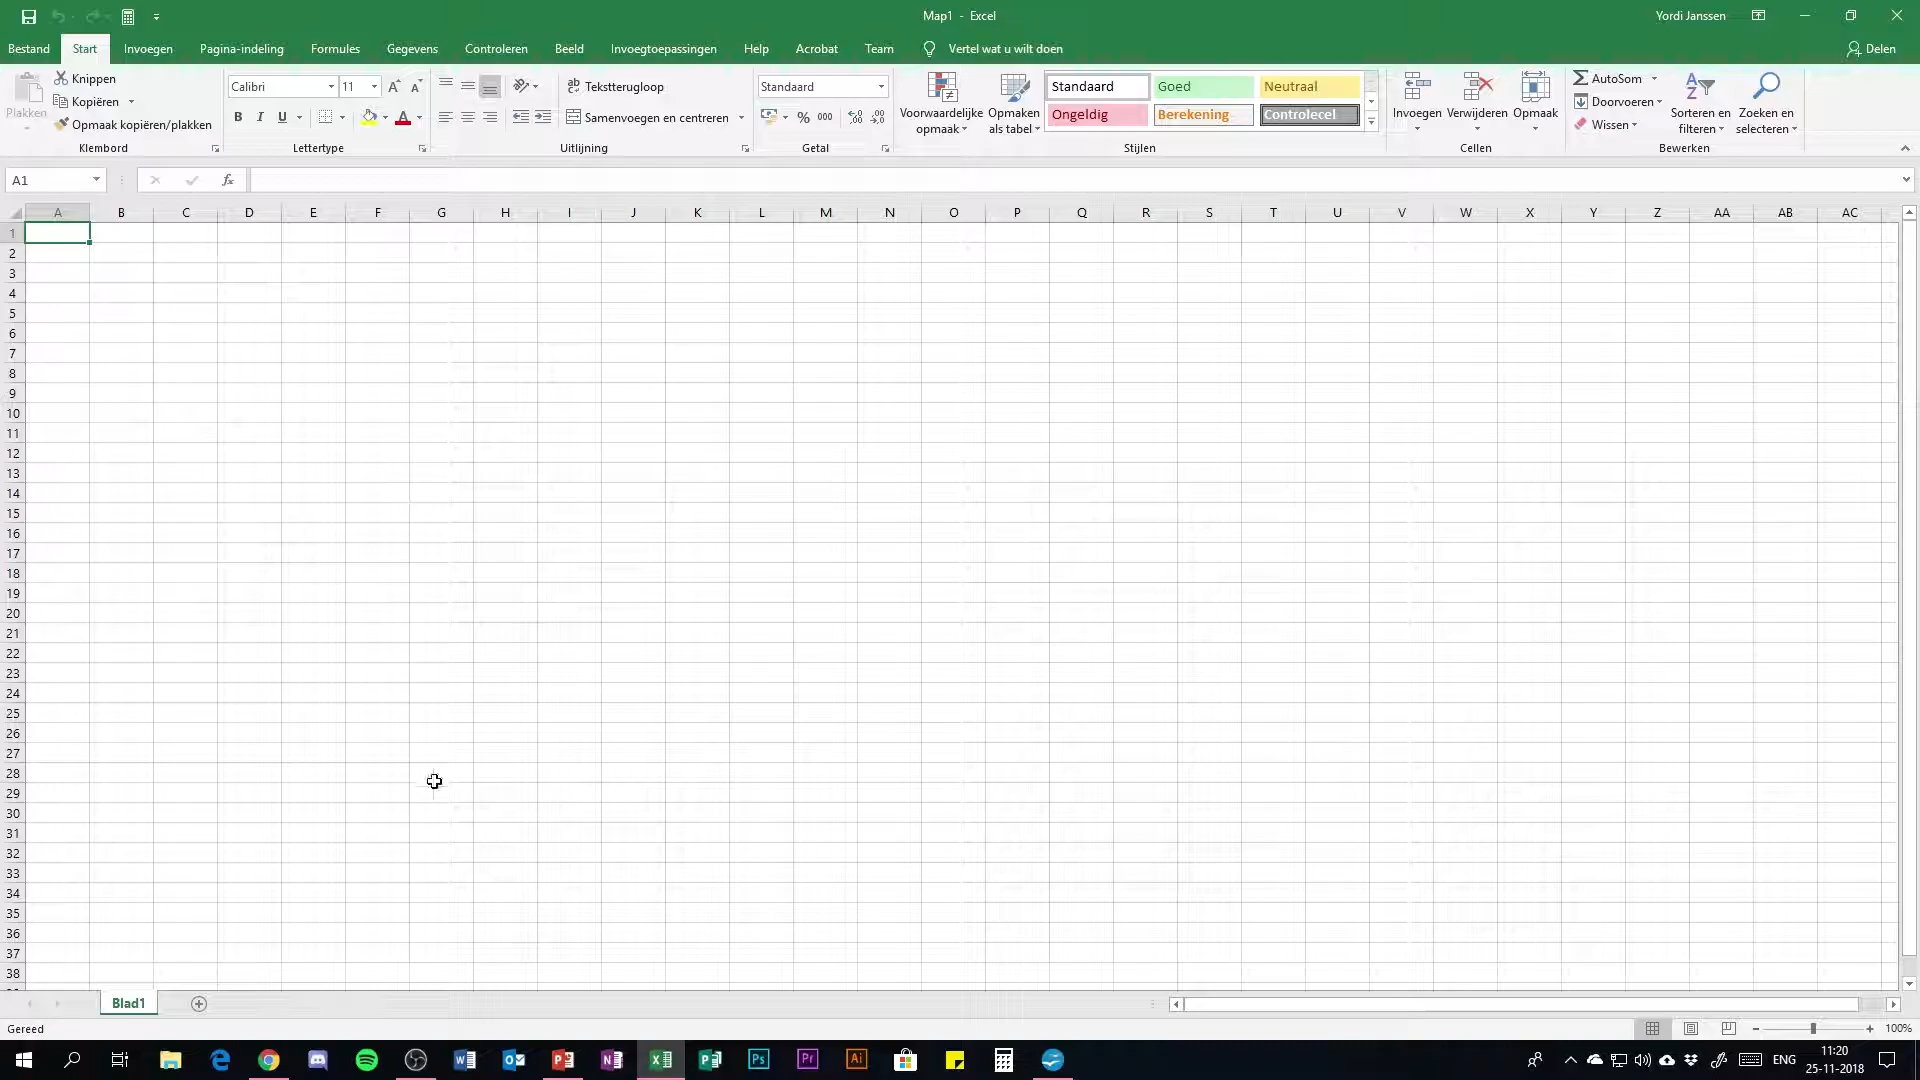 Map1 - Excel
Yordi Janssen
Bestand Start Invoegen Pagina-indeling Formules Gegevens Controleren Beeld Invoegtoepassingen Help Acrobat Team Vertel wat u wilt doen Delen
Plakken
Knippen
Kopiëren
Opmaak kopiëren/plakken
Klembord
Calibri 11
B I U
Lettertype
Tekstterugloop
Samenvoegen en centreren
Uitlijning
Standaard
% 000
Getal
Voorwaardelijke opmaak
Opmaken als tabel
Standaard Goed Neutraal
Ongeldig Berekening Controlecel
Stijlen
Invoegen Verwijderen Opmaak
Cellen
AutoSom
Doorvoeren
Wissen
Sorteren en filteren
Zoeken en selecteren
Bewerken
A1
fx
A B C D E F G H I J K L M N O P Q R S T U V W X Y Z AA AB AC
1
2
3
4
5
6
7
8
9
10
11
12
13
14
15
16
17
18
19
20
21
22
23
24
25
26
27
28
29
30
31
32
33
34
35
36
37
38
Blad1
Gereed
100%
Ps Pr Ai
ENG
11:20
25-11-2018